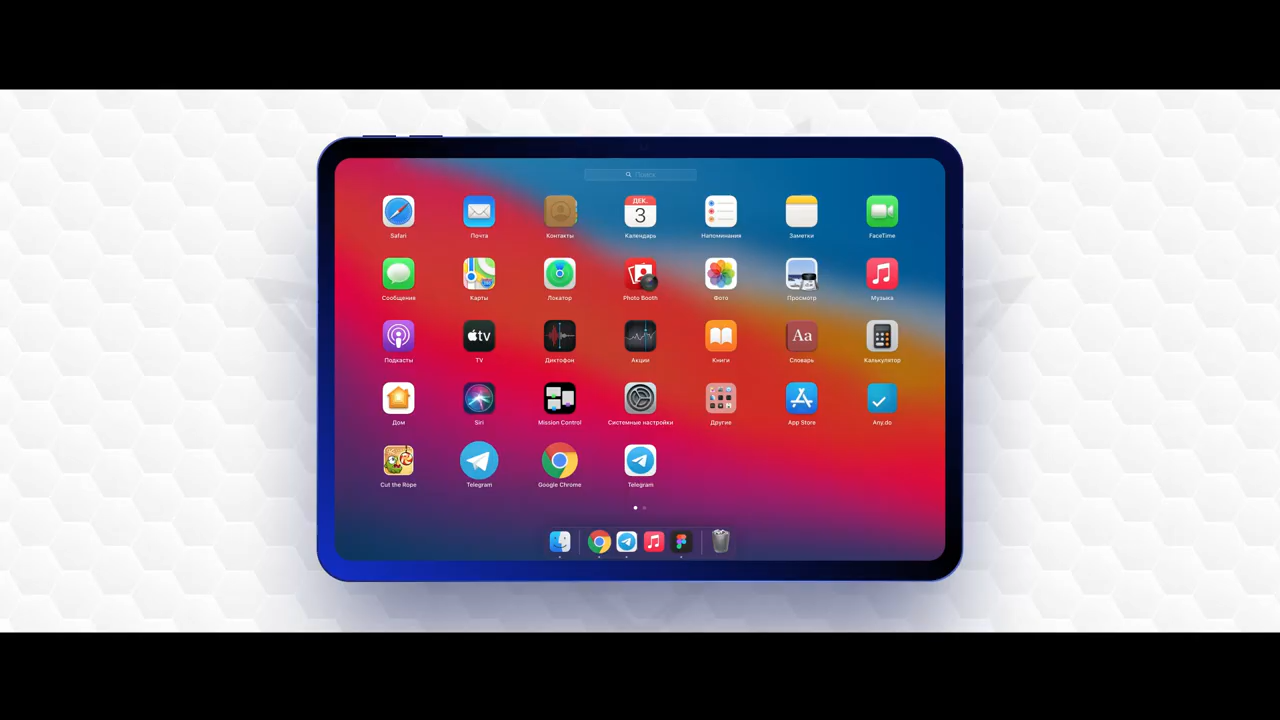 Поиск
ДЕК.
3
Safari
Почта
Контакты
Календарь
Напоминания
Заметки
FaceTime
Сообщения
Карты
Локатор
Photo Booth
Фото
Просмотр
Музыка
tv
Aa
Подкасты
TV
Диктофон
Акции
Книги
Словарь
Калькулятор
Дом
Siri
Mission Control
Системные настройки
Другие
App Store
Any.do
Cut the Rope
Telegram
Google Chrome
Telegram